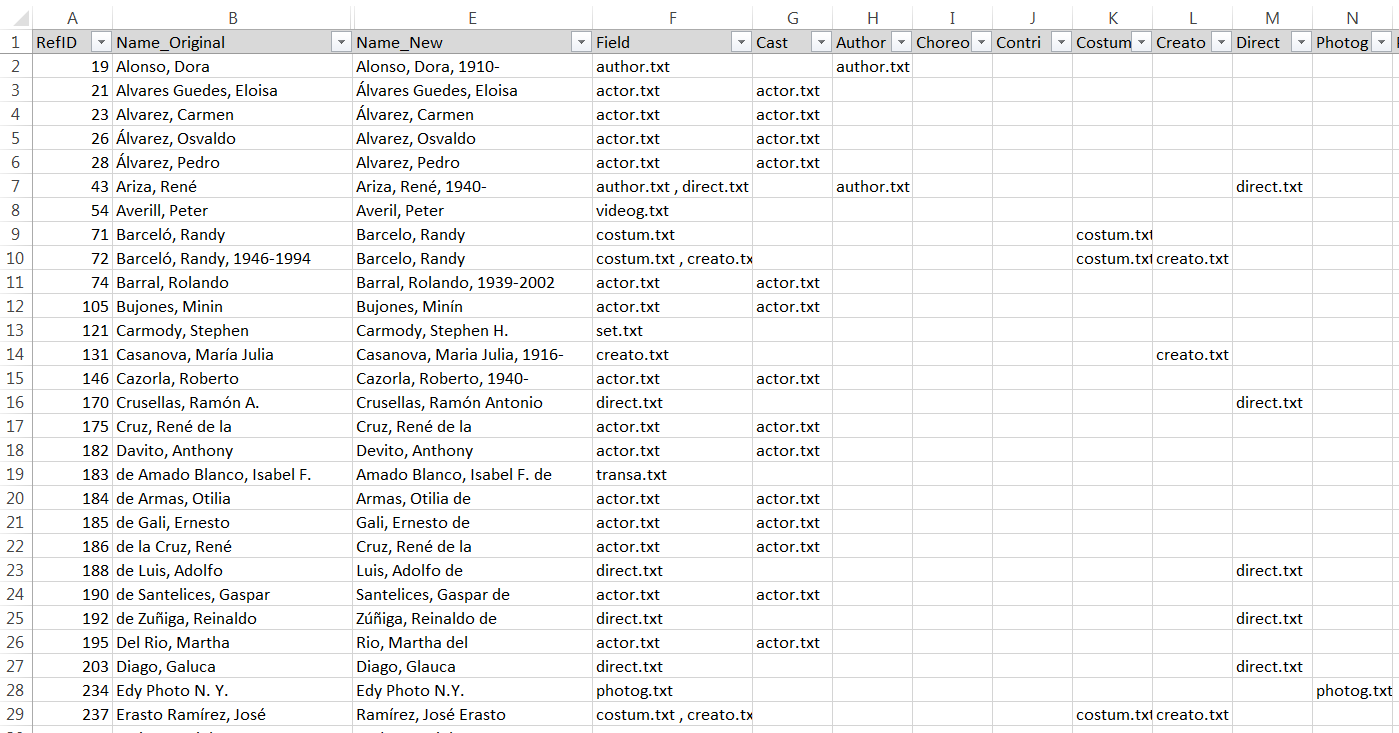 A B E F G H I J K L M N
1 RefID Name_Original Name_New Field Cast Author Choreo Contri Costum Creato Direct Photog
2 19 Alonso, Dora Alonso, Dora, 1910- author.txt author.txt
3 21 Alvares Guedes, Eloisa Álvares Guedes, Eloisa actor.txt actor.txt
4 23 Alvarez, Carmen Álvarez, Carmen actor.txt actor.txt
5 26 Álvarez, Osvaldo Alvarez, Osvaldo actor.txt actor.txt
6 28 Álvarez, Pedro Alvarez, Pedro actor.txt actor.txt
7 43 Ariza, René Ariza, René, 1940- author.txt , direct.txt author.txt direct.txt
8 54 Averill, Peter Averil, Peter videog.txt
9 71 Barceló, Randy Barcelo, Randy costum.txt costum.txt
10 72 Barceló, Randy, 1946-1994 Barcelo, Randy costum.txt , creato.tx costum.txt creato.txt
11 74 Barral, Rolando Barral, Rolando, 1939-2002 actor.txt actor.txt
12 105 Bujones, Minin Bujones, Minín actor.txt actor.txt
13 121 Carmody, Stephen Carmody, Stephen H. set.txt
14 131 Casanova, María Julia Casanova, Maria Julia, 1916- creato.txt creato.txt
15 146 Cazorla, Roberto Cazorla, Roberto, 1940- actor.txt actor.txt
16 170 Crusellas, Ramón A. Crusellas, Ramón Antonio direct.txt direct.txt
17 175 Cruz, René de la Cruz, René de la actor.txt actor.txt
18 182 Davito, Anthony Devito, Anthony actor.txt actor.txt
19 183 de Amado Blanco, Isabel F. Amado Blanco, Isabel F. de transa.txt
20 184 de Armas, Otilia Armas, Otilia de actor.txt actor.txt
21 185 de Gali, Ernesto Gali, Ernesto de actor.txt actor.txt
22 186 de la Cruz, René Cruz, René de la actor.txt actor.txt
23 188 de Luis, Adolfo Luis, Adolfo de direct.txt direct.txt
24 190 de Santelices, Gaspar Santelices, Gaspar de actor.txt actor.txt
25 192 de Zuñiga, Reinaldo Zúñiga, Reinaldo de direct.txt direct.txt
26 195 Del Rio, Martha Rio, Martha del actor.txt actor.txt
27 203 Diago, Galuca Diago, Glauca direct.txt direct.txt
28 234 Edy Photo N. Y. Edy Photo N.Y. photog.txt photog.txt
29 237 Erasto Ramírez, José Ramírez, José Erasto costum.txt , creato.tx costum.txt creato.txt